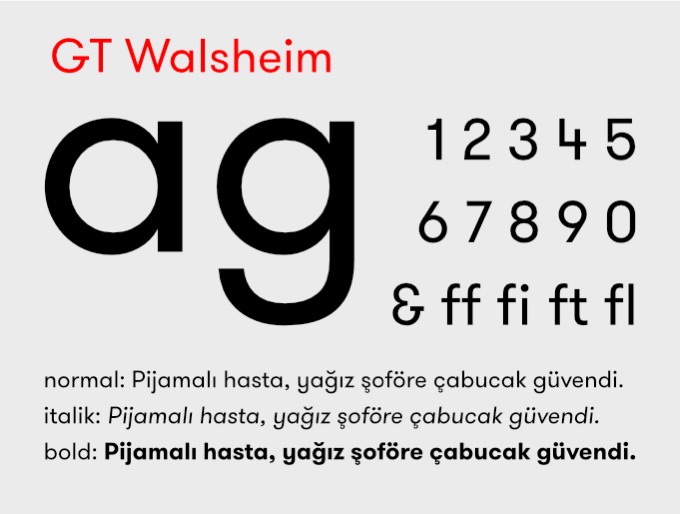 GT Walsheim
ag
1 2 3 4 5
6 7 8 9 0
& ff fi ft fl
normal: Pijamalı hasta, yağız şoföre çabucak güvendi.
italik: Pijamalı hasta, yağız şoföre çabucak güvendi.
bold: Pijamalı hasta, yağız şoföre çabucak güvendi.